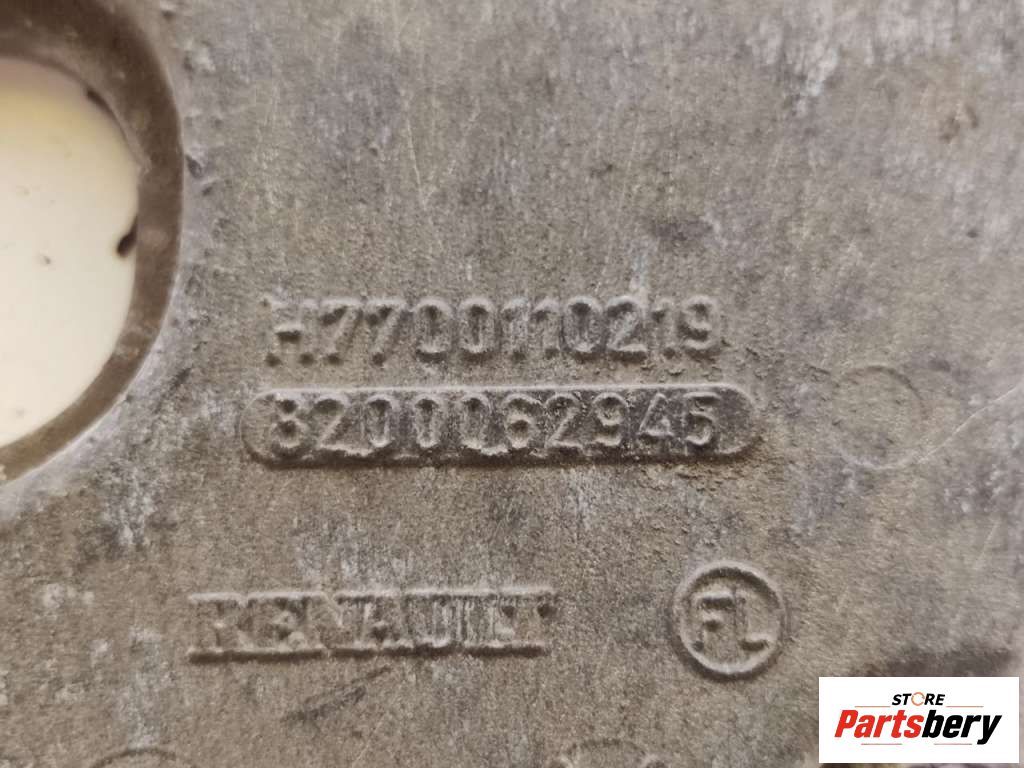 H7700110219
8200062945
RENAULT
FL
STORE
Partsbery